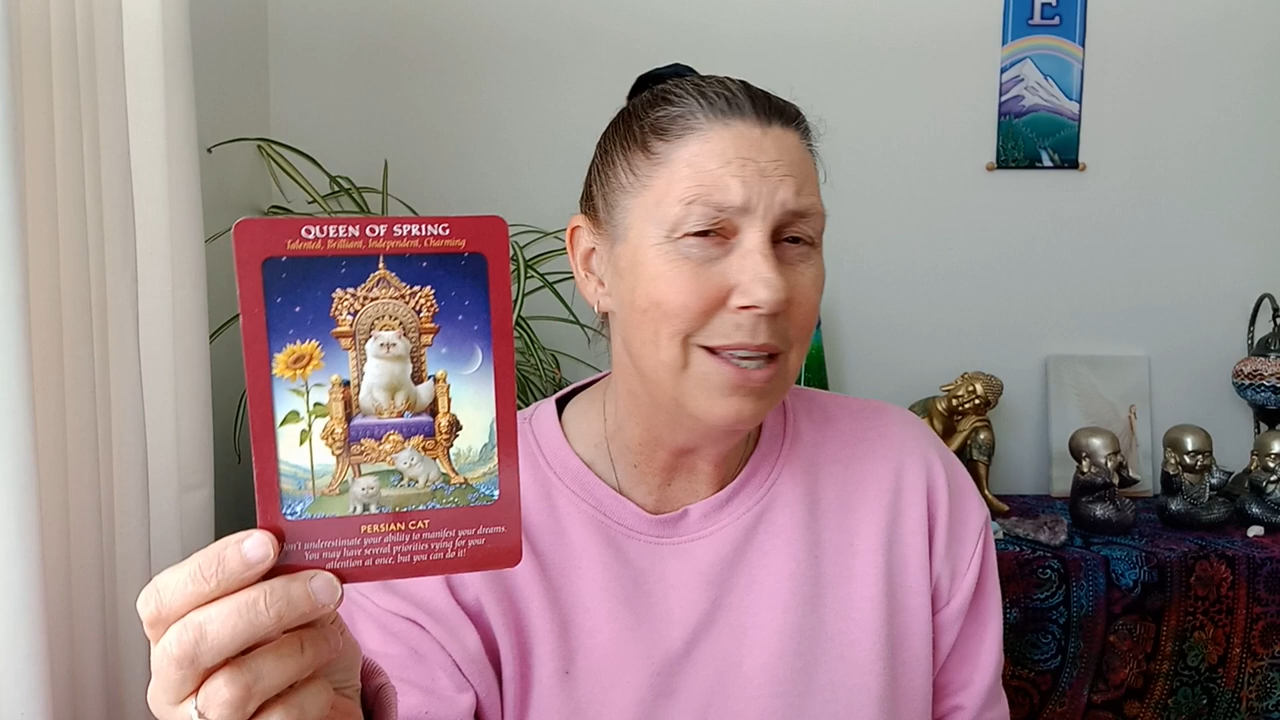 E
QUEEN OF SPRING
Talented, Brilliant, Independent, Charming
PERSIAN CAT
Don't underestimate your ability to manifest your dreams.
You may have several priorities vying for your
attention at once, but you can do it!